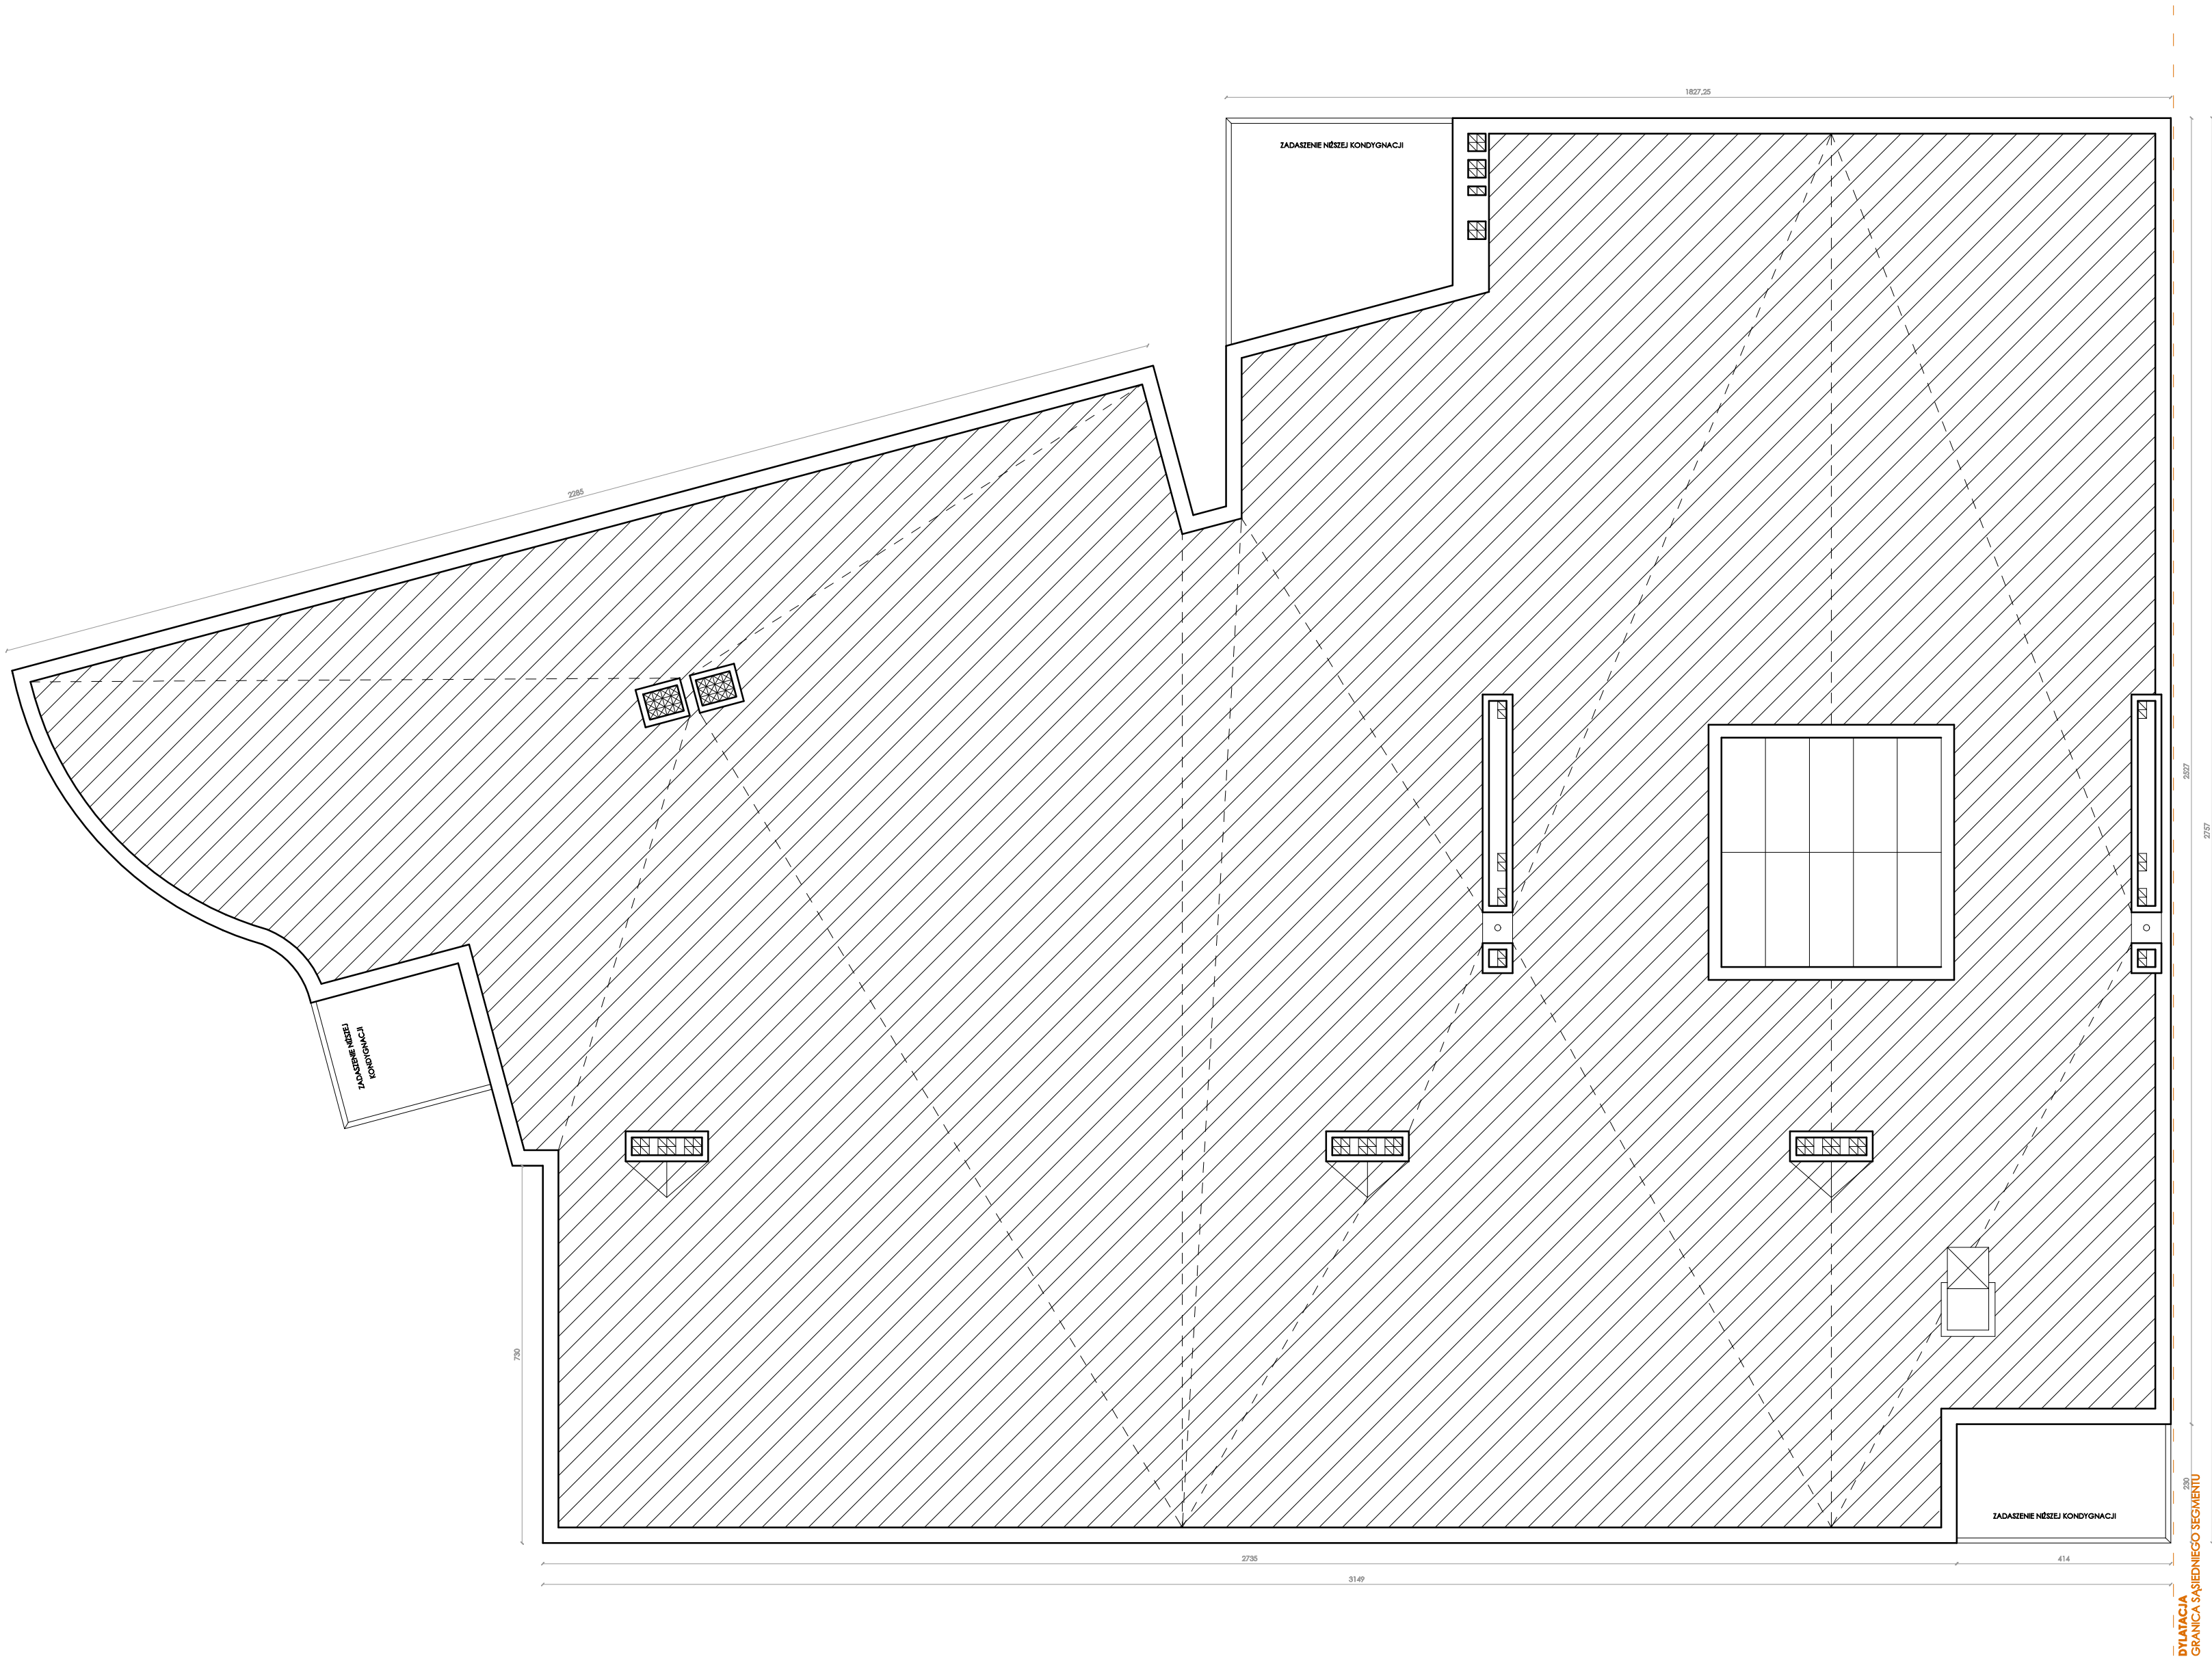 1827,25
ZADASZENIE NIŻSZEJ KONDYGNACJI
2285
2527
2757
ZADASZENIE NIŻSZEJ
KONDYGNACJI
730
230
ZADASZENIE NIŻSZEJ KONDYGNACJI
2735
414
3149
DYLATACJA
GRANICA SĄSIEDNIEGO SEGMENTU